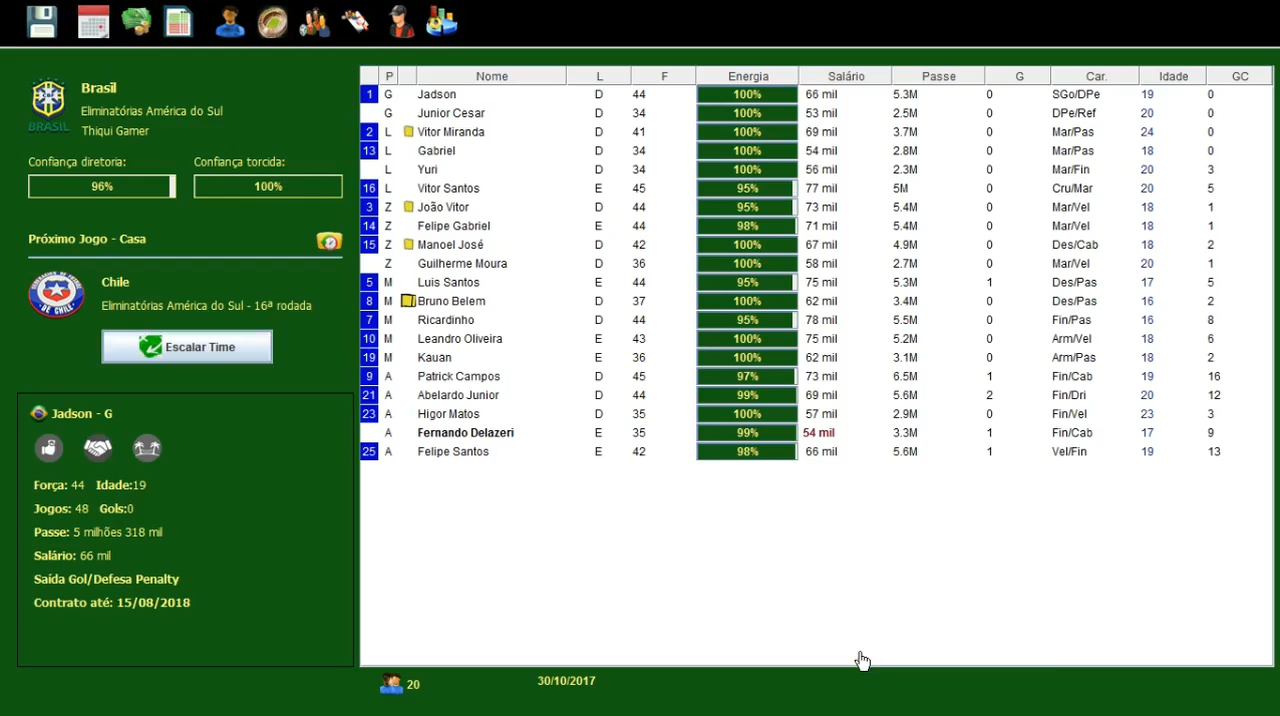 Brasil
Eliminatórias América do Sul
Thiqui Gamer
BRASIL
Confiança diretoria: Confiança torcida:
96% 100%
Próximo Jogo - Casa
Chile
Eliminatórias América do Sul - 16ª rodada
Escalar Time
Jadson - G
Força: 44 Idade:19
Jogos: 48 Gols:0
Passe: 5 milhões 318 mil
Salário: 66 mil
Saída Gol/Defesa Penalty
Contrato até: 15/08/2018
P Nome L F Energia Salário Passe G Car. Idade GC
1 G Jadson D 44 100% 66 mil 5.3M 0 SGo/DPe 19 0
G Junior Cesar D 34 100% 53 mil 2.5M 0 DPe/Ref 20 0
2 L Vitor Miranda D 41 100% 69 mil 3.7M 0 Mar/Pas 24 0
13 L Gabriel D 34 100% 54 mil 2.8M 0 Mar/Pas 18 0
L Yuri D 34 100% 56 mil 2.3M 0 Mar/Fin 20 3
16 L Vitor Santos E 45 95% 77 mil 5M 0 Cru/Mar 20 5
3 Z João Vitor D 44 95% 73 mil 5.4M 0 Mar/Vel 18 1
14 Z Felipe Gabriel E 44 98% 71 mil 5.4M 0 Mar/Vel 18 1
15 Z Manoel José D 42 100% 67 mil 4.9M 0 Des/Cab 18 2
Z Guilherme Moura D 36 100% 58 mil 2.7M 0 Mar/Vel 20 1
5 M Luis Santos E 44 95% 75 mil 5.3M 1 Des/Pas 17 5
8 M Bruno Belem D 37 100% 62 mil 3.4M 0 Des/Pas 16 2
7 M Ricardinho D 44 95% 78 mil 5.5M 0 Fin/Pas 16 8
10 M Leandro Oliveira E 43 100% 75 mil 5.2M 0 Arm/Vel 18 6
19 M Kauan E 36 100% 62 mil 3.1M 0 Arm/Pas 18 2
9 A Patrick Campos D 45 97% 73 mil 6.5M 1 Fin/Cab 19 16
21 A Abelardo Junior D 44 99% 69 mil 5.6M 2 Fin/Dri 20 12
23 A Higor Matos D 35 100% 57 mil 2.9M 0 Fin/Vel 23 3
A Fernando Delazeri E 35 99% 54 mil 3.3M 1 Fin/Cab 17 9
25 A Felipe Santos E 42 98% 66 mil 5.6M 1 Vel/Fin 19 13
20 30/10/2017